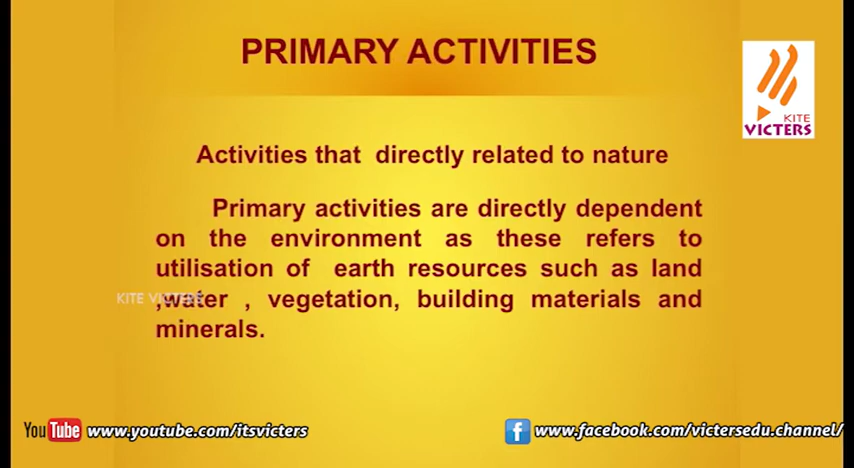 PRIMARY ACTIVITIES
KITE
VICTERS
Activities that directly related to nature
Primary activities are directly dependent
on the environment as these refers to
utilisation of earth resources such as land
,water , vegetation, building materials and
minerals.
KITE VICTERS
YouTube www.youtube.com/itsvicters
f www.facebook.com/victersedu.channel/